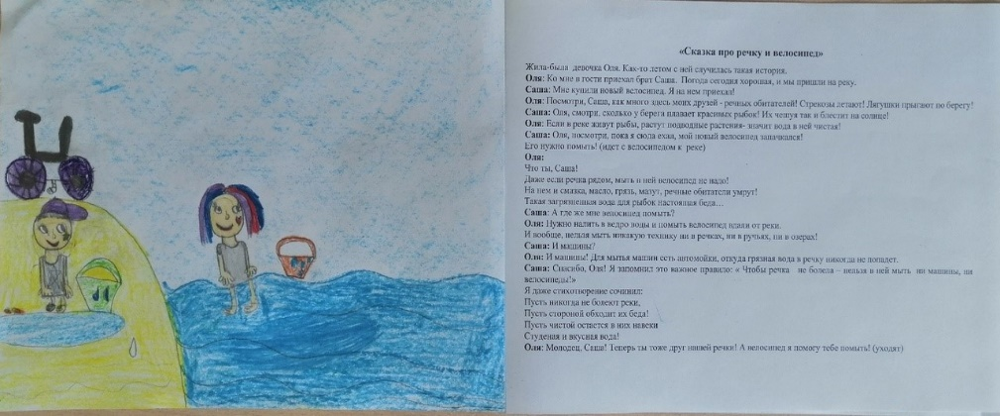 «Сказка про речку и велосипед»
Жила-была девочка Оля. Как-то летом с ней случилась такая история.
Оля: Ко мне в гости приехал брат Саша. Погода сегодня хорошая, и мы пришли на реку.
Саша: Мне купили новый велосипед. Я на нем приехал!
Оля: Посмотри, Саша, как много здесь моих друзей - речных обитателей! Стрекозы летают! Лягушки прыгают по берегу!
Саша: Оля, смотри, сколько у берега плавает красивых рыбок! Их чешуя так и блестит на солнце!
Оля: Если в реке живут рыбы, растут подводные растения- значит вода в ней чистая!
Саша: Оля, посмотри, пока я сюда ехал, мой новый велосипед запачкался!
Его нужно помыть! (идет с велосипедом к реке)
Оля:
Что ты, Саша!
Даже если речка рядом, мыть в ней велосипед не надо!
На нем и смазка, масло, грязь, мазут, речные обитатели умрут!
Такая загрязненная вода для рыбок настоящая беда…
Саша: А где же мне велосипед помыть?
Оля: Нужно налить в ведро воды и помыть велосипед вдали от реки.
И вообще, нельзя мыть никакую технику ни в речках, ни в ручьях, ни в озерах!
Саша: И машины?
Оля: И машины! Для мытья машин есть автомойки, откуда грязная вода в речку никогда не попадет.
Саша: Спасибо, Оля! Я запомнил это важное правило: « Чтобы речка не болела – нельзя в ней мыть ни машины, ни
велосипеды!»
Я даже стихотворение сочинил:
Пусть никогда не болеют реки,
Пусть стороной обходит их беда!
Пусть чистой остается в них навеки
Студеная и вкусная вода!
Оля: Молодец, Саша! Теперь ты тоже друг нашей речки! А велосипед я помогу тебе помыть! (уходят)